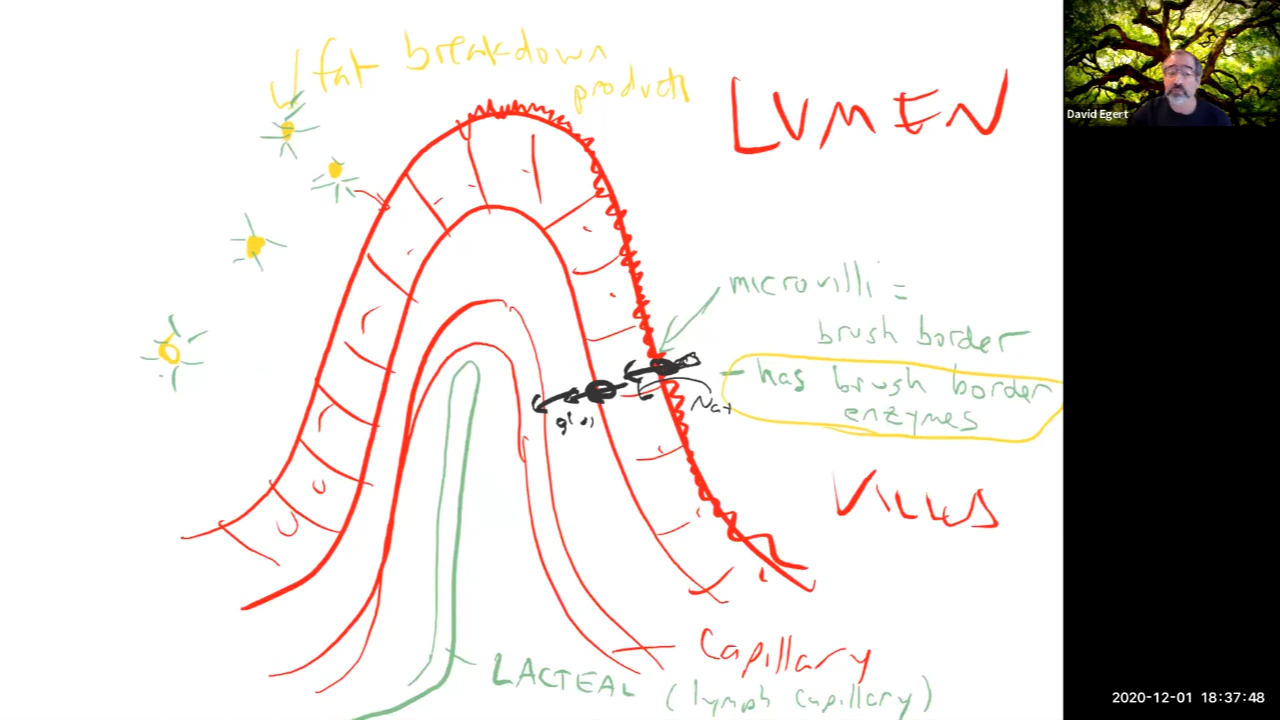 fat breakdown
products
LUMEN
David Egert
microvilli =
brush border
- has brush border
enzymes
Na+
VILLUS
Capillary
LACTEAL (lymph capillary)
2020-12-01 18:37:48